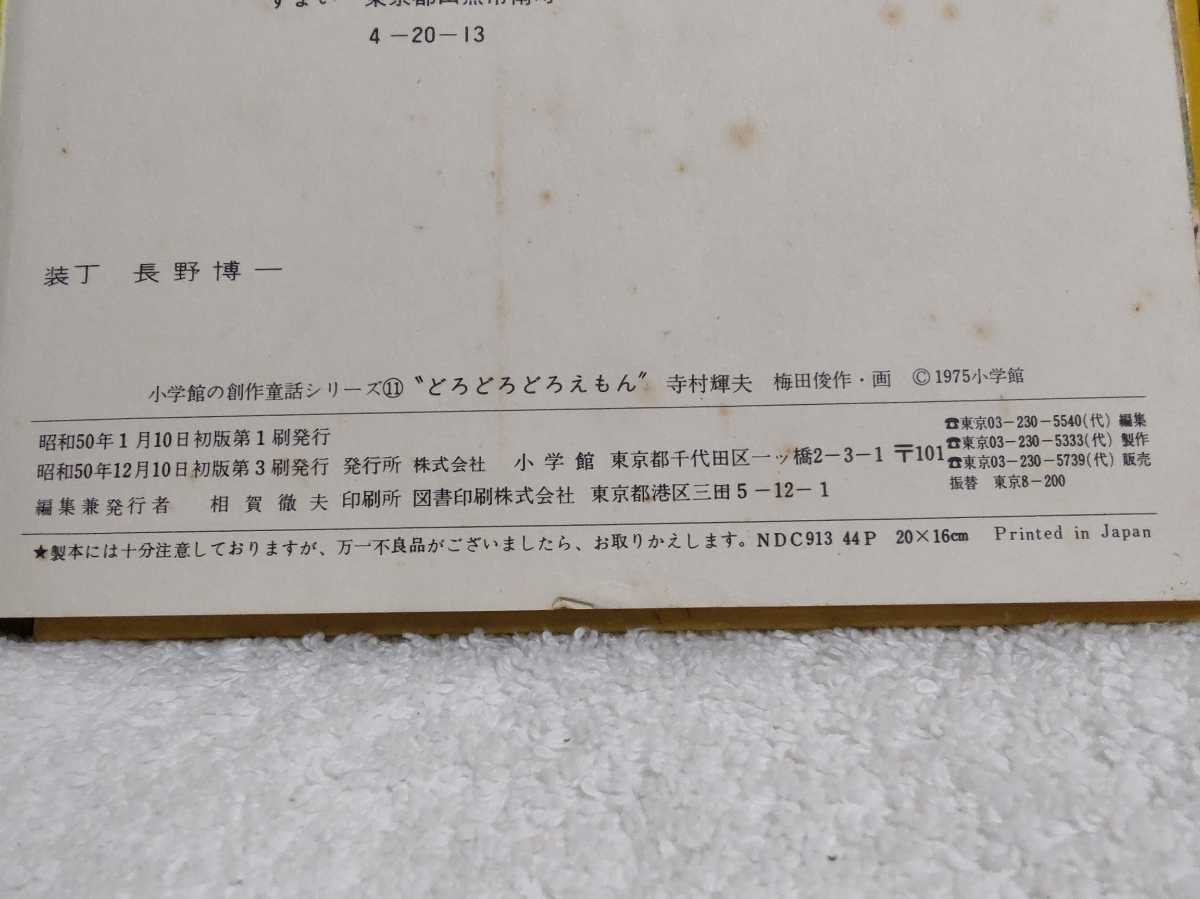 すまい 東京都
4-20-13
装丁 長野博一
小学館の創作童話シリーズ⑪ 〝どろどろどろえもん〟 寺村輝夫 梅田俊作・画 Ⓒ1975小学館
昭和50年1月10日初版第1刷発行
昭和50年12月10日初版第3刷発行 発行所 株式会社 小学館 東京都千代田区一ッ橋2-3-1 〒101
編集兼発行者 相賀徹夫 印刷所 図書印刷株式会社 東京都港区三田5-12-1
☎東京03-230-5540(代) 編集
☎東京03-230-5333(代) 製作
☎東京03-230-5739(代) 販売
振替 東京8-200
★製本には十分注意しておりますが、万一不良品がございましたら、お取りかえします。NDC913 44P 20×16cm Printed in Japan